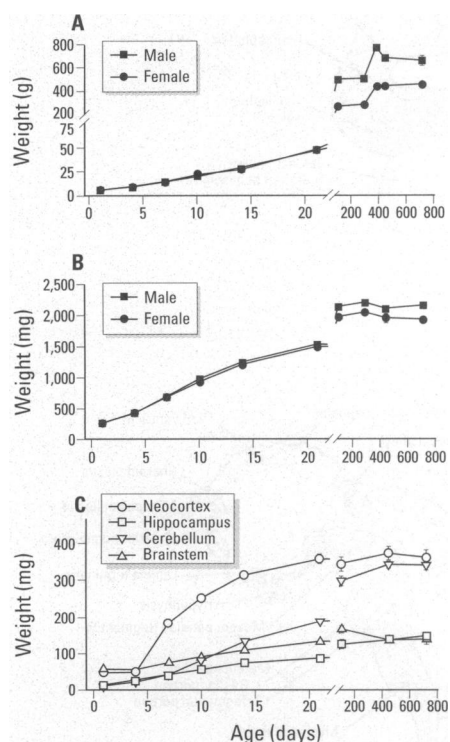 A
800
600
400
200
75
50
25
0
Weight (g)
Male
Female
0 5 10 15 20 200 400 600 800
B
2,500
2,000
1,500
1,000
500
0
Weight (mg)
Male
Female
0 5 10 15 20 200 400 600 800
C
Neocortex
Hippocampus
Cerebellum
Brainstem
400
300
200
100
0
Weight (mg)
0 5 10 15 20 200 400 600 800
Age (days)